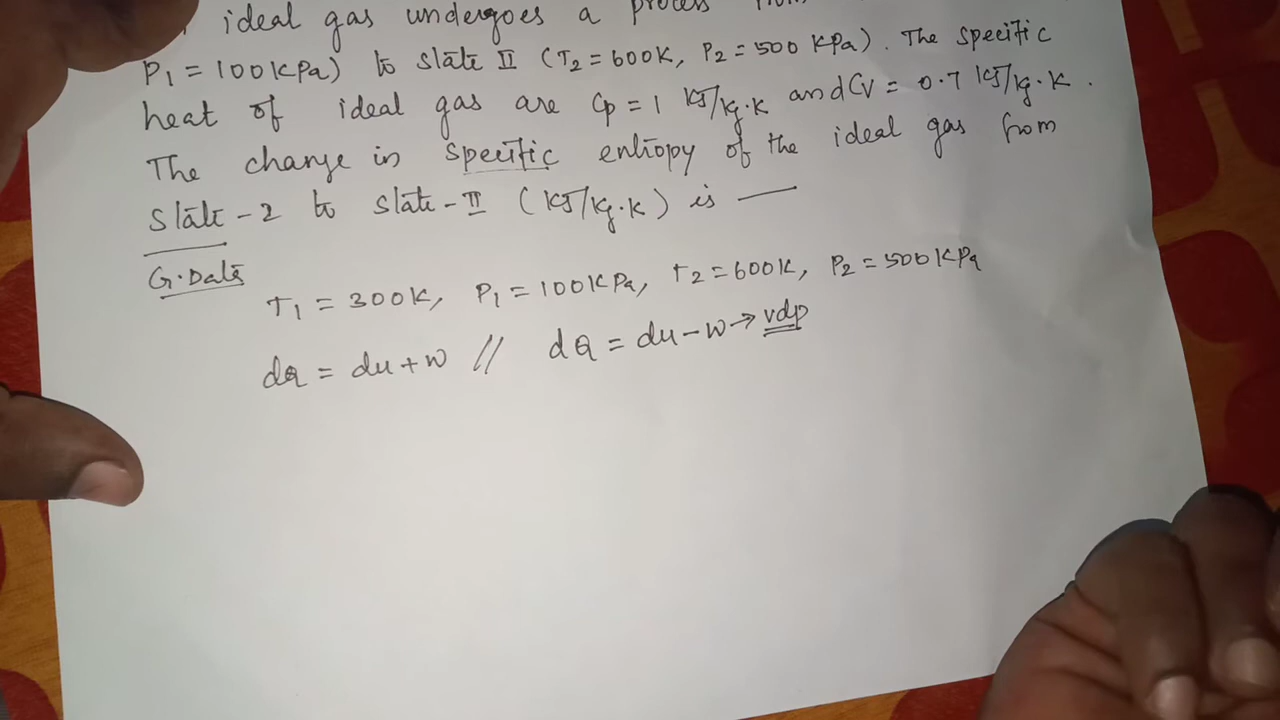 ideal gas undergoes a process
P1 = 100 KPa) to state II (T2 = 600K, P2 = 500 KPa). The specific
heat of ideal gas are Cp = 1 KJ/kg.K and Cv = 0.7 KJ/kg.K.
The change in specific entropy of the ideal gas from
State - 2 to state - II (KJ/kg.K) is —
G. Data
T1 = 300K, P1 = 100KPa, T2 = 600K, P2 = 500KPa
dQ = du + w // dQ = du - w → vdp